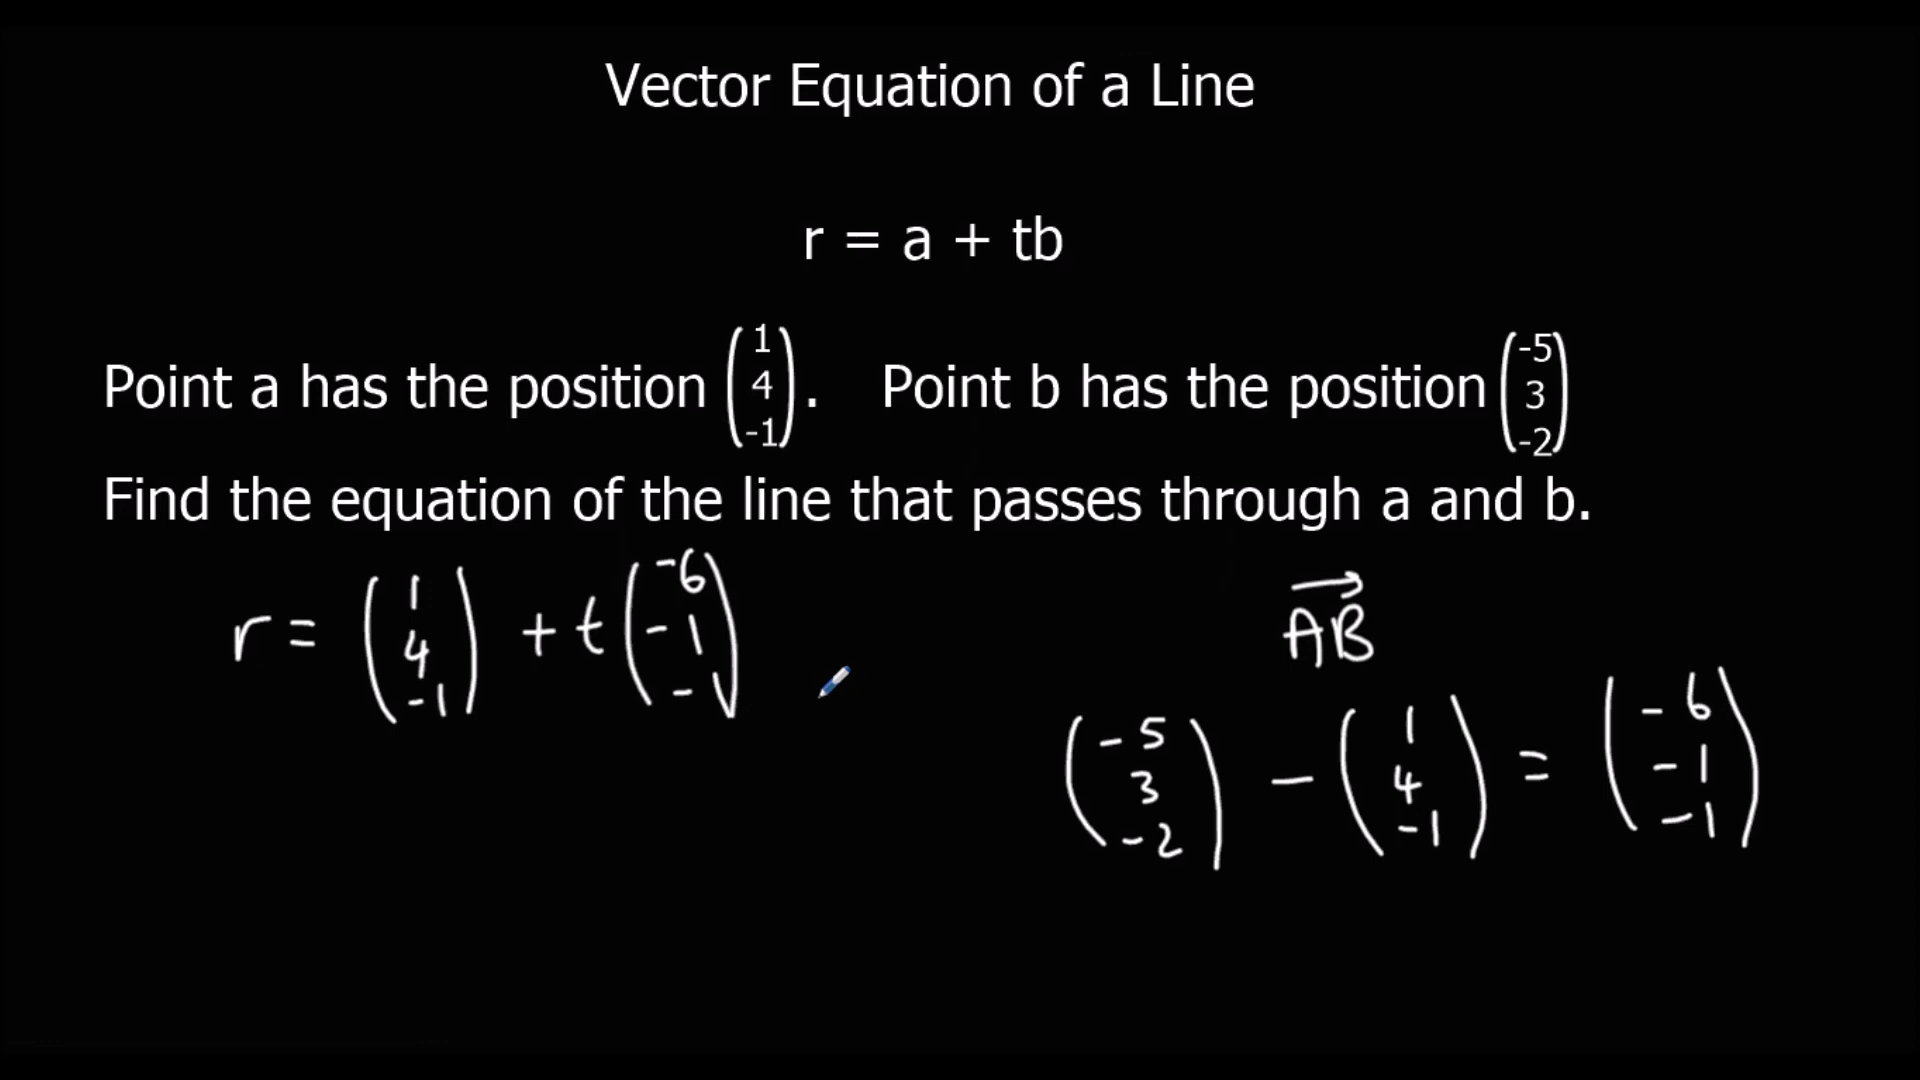 Vector Equation of a Line
r = a + tb
Point a has the position (1 4 -1). Point b has the position (-5 3 -2)
Find the equation of the line that passes through a and b.
r = (1 4 -1) + t(-6 -1 -1)
AB
(-5 3 -2) - (1 4 -1) = (-6 -1 -1)